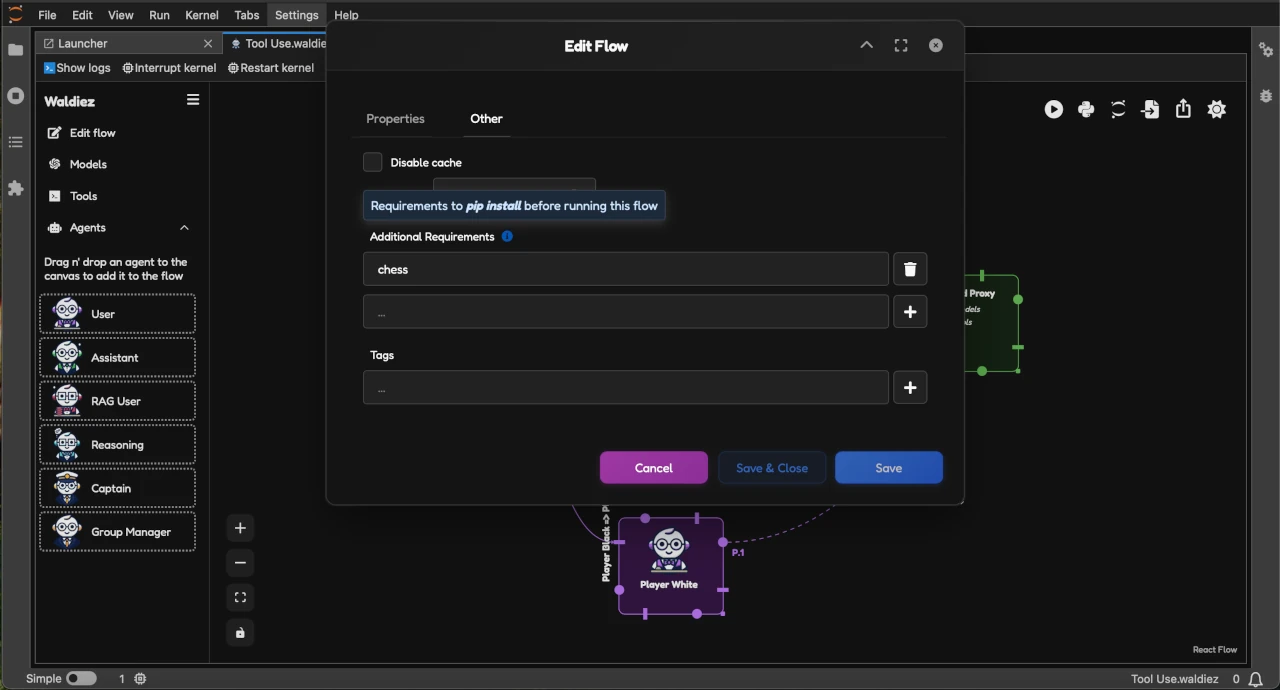 File Edit View Run Kernel Tabs Settings Help
Launcher
Tool Use.waldie
Show logs Interrupt kernel Restart kernel
Waldiez
Edit flow
Models
Tools
Agents
Drag n' drop an agent to the
canvas to add it to the flow
User
Assistant
RAG User
Reasoning
Captain
Group Manager
Edit Flow
Properties Other
Disable cache
Requirements to pip install before running this flow
Additional Requirements
chess
...
Tags
...
Cancel Save & Close Save
Proxy
Player Black => P
Player White
P.1
React Flow
Simple 1
Tool Use.waldiez 0